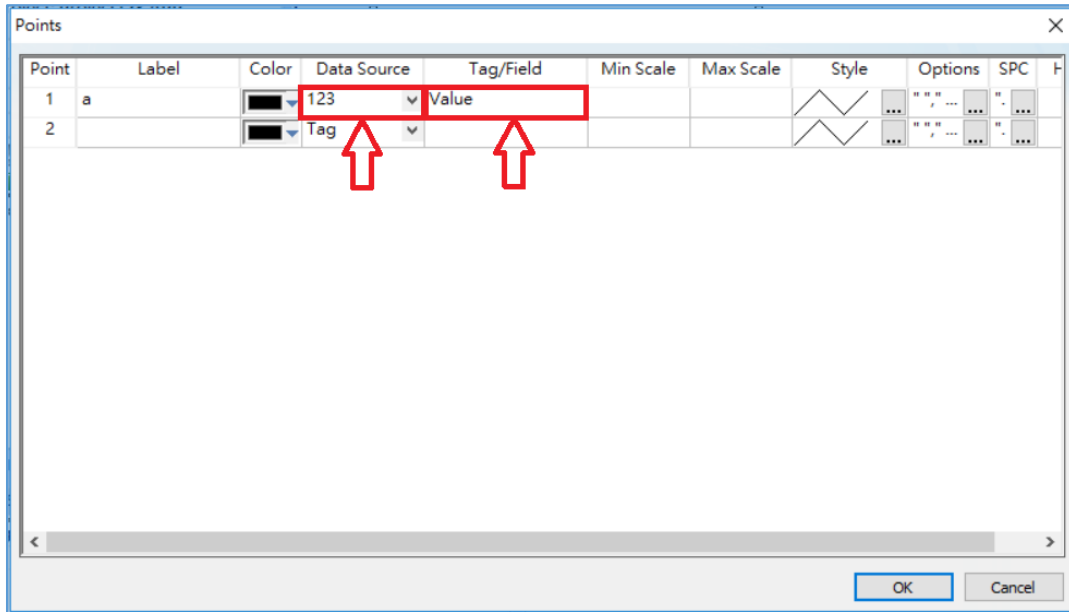 Points
Point Label Color Data Source Tag/Field Min Scale Max Scale Style Options SPC H
1 a 123 Value ... " "," ... ... ". ...
2 Tag ... " "," ... ... ". ...
OK Cancel